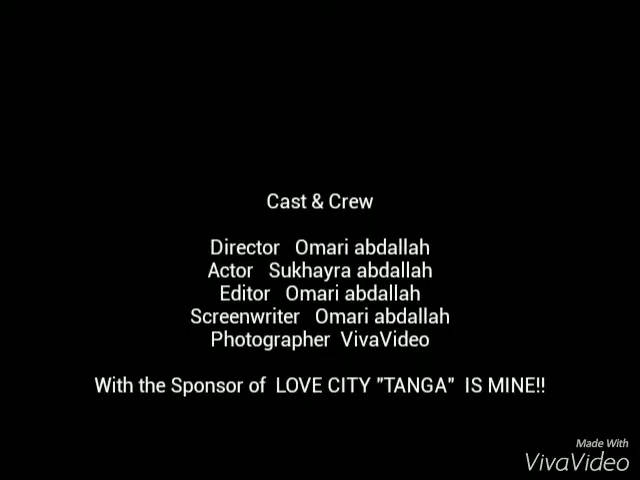 Cast & Crew
Director Omari abdallah
Actor Sukhayra abdallah
Editor Omari abdallah
Screenwriter Omari abdallah
Photographer VivaVideo
With the Sponsor of LOVE CITY "TANGA" IS MINE!!
Made With
VivaVideo